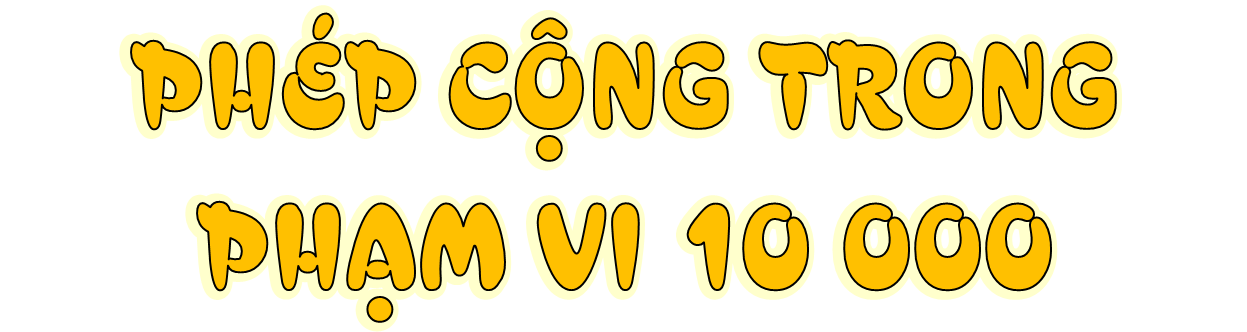 PHÉP CỘNG TRONG
PHẠM VI 10 000